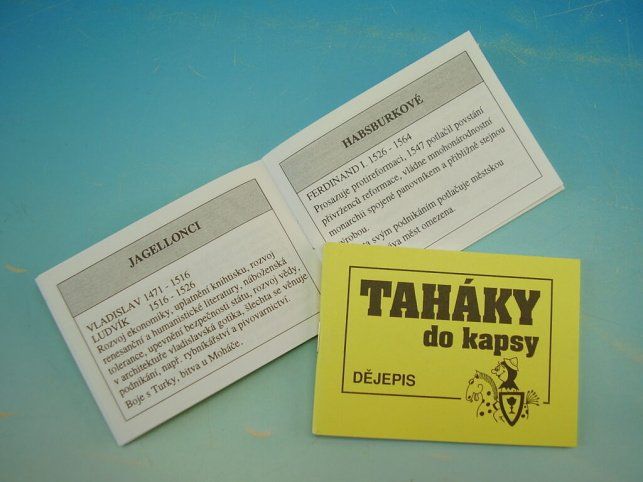 JAGELLONCI
VLADISLAV 1471 - 1516
LUDVÍK 1516 - 1526
Rozvoj ekonomiky, uplatnění knihtisku, rozvoj
renesanční a humanistické literatury, náboženská
tolerance, upevnění bezpečnosti státu, rozvoj vědy,
v architektuře vladislavská gotika, šlechta se věnuje
podnikání, např. rybnikářství a pivovarnictví.
Boje s Turky, bitva u Moháče.
HABSBURKOVÉ
FERDINAND I. 1526 - 1564
Prosazuje protireformaci, 1547 potlačil povstání
přívrženců reformace, vládne mnohonárodnostní
monarchii spojené panovníkem a přibližně stejnou
svým podnikáním potlačuje městskou
měst omezena.
TAHÁKY
do kapsy
DĚJEPIS